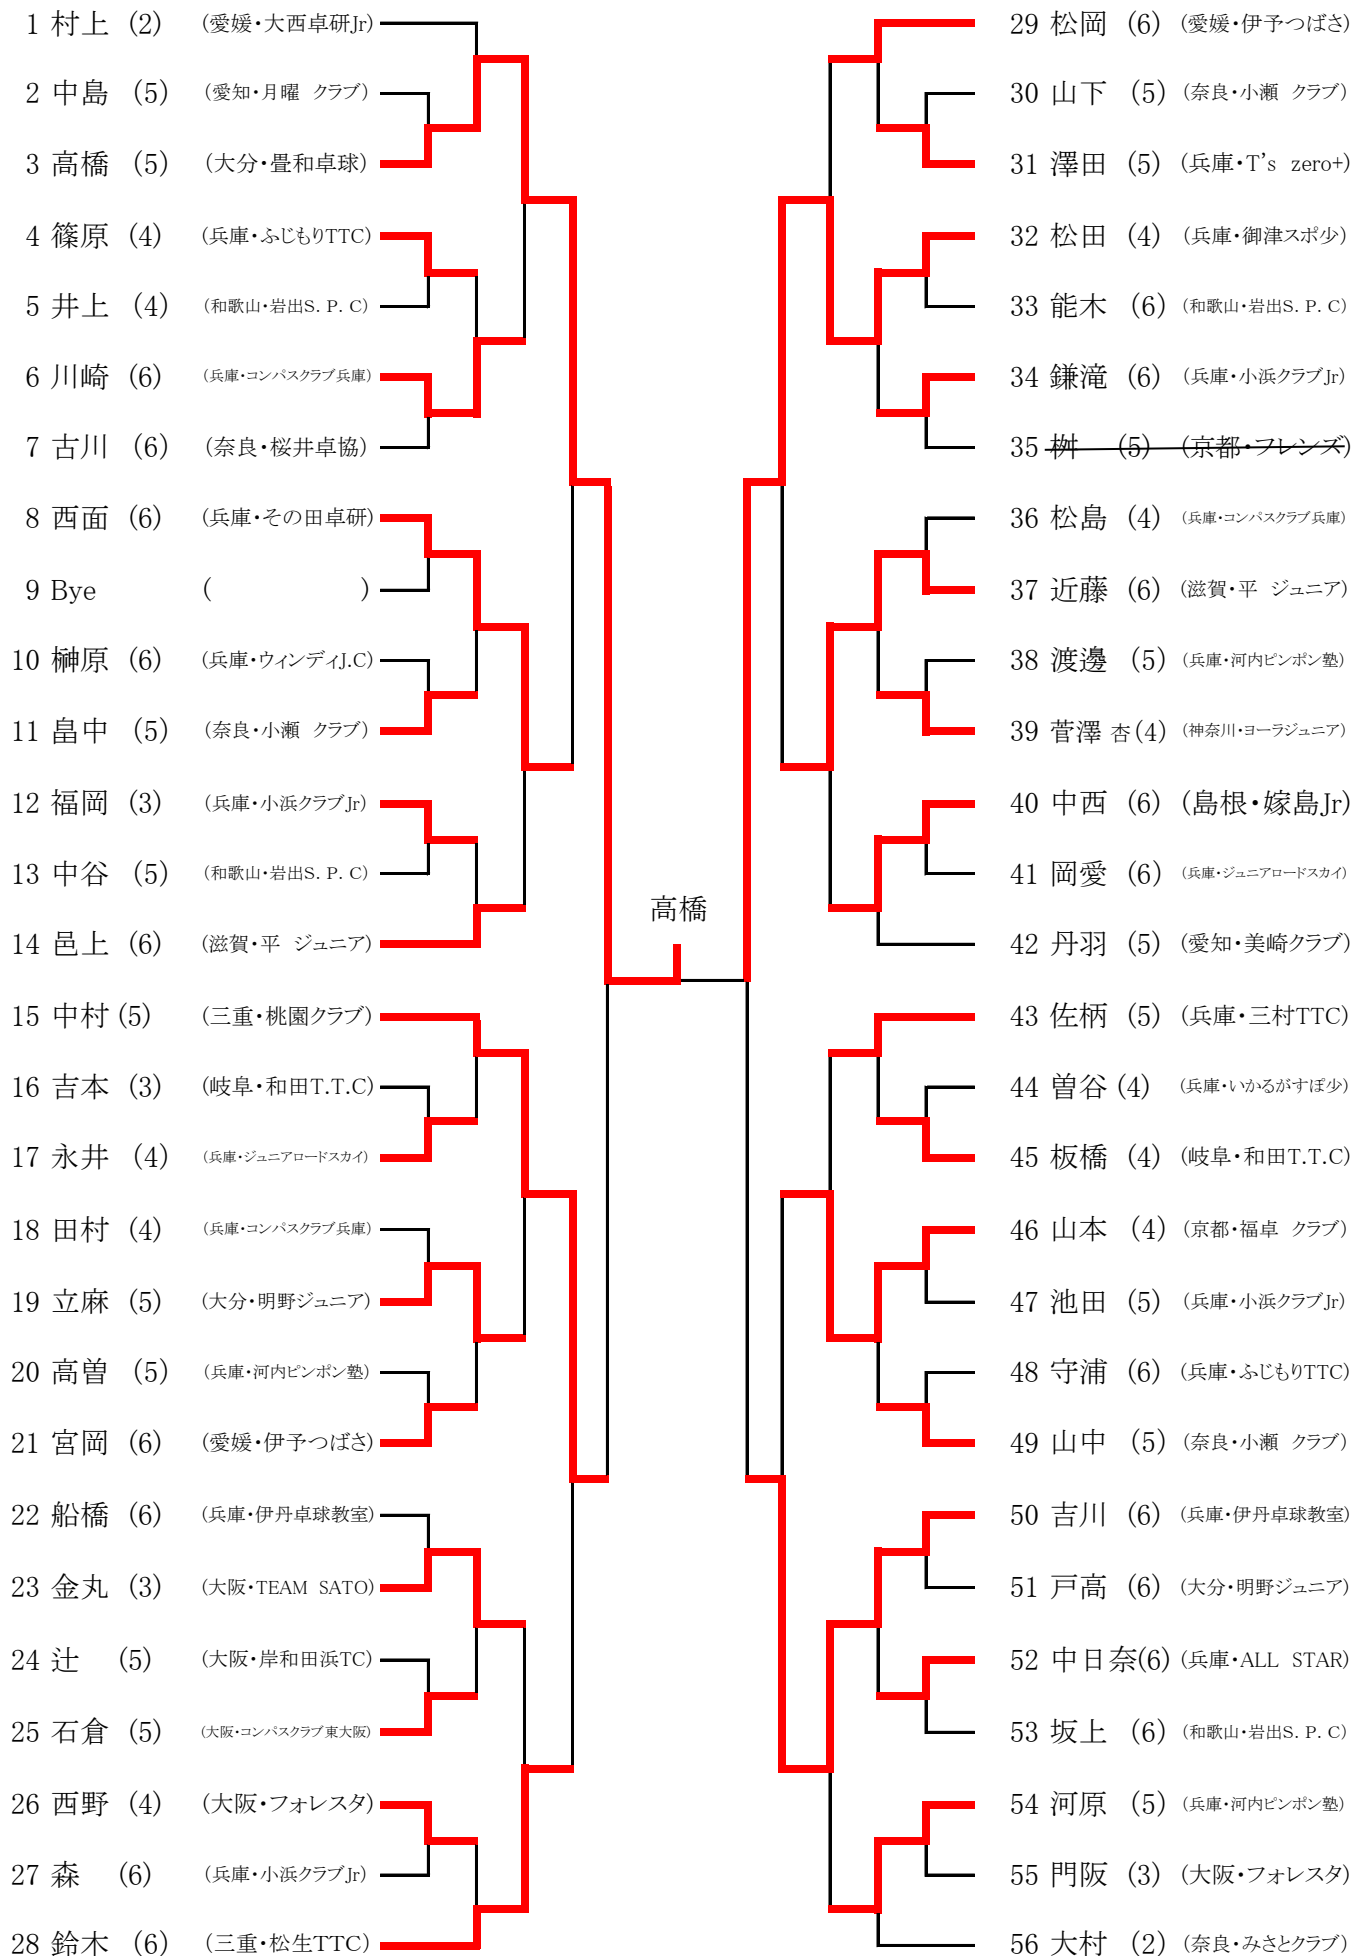 1 村上 (2) (愛媛・大西卓研Jr)
2 中島 (5) (愛知・月曜 クラブ)
3 高橋 (5) (大分・畳和卓球)
4 篠原 (4) (兵庫・ふじもりTTC)
5 井上 (4) (和歌山・岩出S.P.C)
6 川崎 (6) (兵庫・コンパスクラブ兵庫)
7 古川 (6) (奈良・桜井卓協)
8 西面 (6) (兵庫・その田卓研)
9 Bye ( )
10 榊原 (6) (兵庫・ウィンディJ.C)
11 畠中 (5) (奈良・小瀬 クラブ)
12 福岡 (3) (兵庫・小浜クラブJr)
13 中谷 (5) (和歌山・岩出S.P.C)
14 邑上 (6) (滋賀・平 ジュニア)
15 中村 (5) (三重・桃園クラブ)
16 吉本 (3) (岐阜・和田T.T.C)
17 永井 (4) (兵庫・ジュニアロードスカイ)
18 田村 (4) (兵庫・コンパスクラブ兵庫)
19 立麻 (5) (大分・明野ジュニア)
20 高曽 (5) (兵庫・河内ピンポン塾)
21 宮岡 (6) (愛媛・伊予つばさ)
22 船橋 (6) (兵庫・伊丹卓球教室)
23 金丸 (3) (大阪・TEAM SATO)
24 辻 (5) (大阪・岸和田浜TC)
25 石倉 (5) (大阪・コンパスクラブ東大阪)
26 西野 (4) (大阪・フォレスタ)
27 森 (6) (兵庫・小浜クラブJr)
28 鈴木 (6) (三重・松生TTC)
高橋
29 松岡 (6) (愛媛・伊予つばさ)
30 山下 (5) (奈良・小瀬 クラブ)
31 澤田 (5) (兵庫・T's zero+)
32 松田 (4) (兵庫・御津スポ少)
33 能木 (6) (和歌山・岩出S.P.C)
34 鎌滝 (6) (兵庫・小浜クラブJr)
35 桝 (5) (京都・フレンズ)
36 松島 (4) (兵庫・コンパスクラブ兵庫)
37 近藤 (6) (滋賀・平 ジュニア)
38 渡邊 (5) (兵庫・河内ピンポン塾)
39 菅澤 杏(4) (神奈川・ヨーラジュニア)
40 中西 (6) (島根・嫁島Jr)
41 岡愛 (6) (兵庫・ジュニアロードスカイ)
42 丹羽 (5) (愛知・美崎クラブ)
43 佐柄 (5) (兵庫・三村TTC)
44 曽谷 (4) (兵庫・いかるがすぽ少)
45 板橋 (4) (岐阜・和田T.T.C)
46 山本 (4) (京都・福卓 クラブ)
47 池田 (5) (兵庫・小浜クラブJr)
48 守浦 (6) (兵庫・ふじもりTTC)
49 山中 (5) (奈良・小瀬 クラブ)
50 吉川 (6) (兵庫・伊丹卓球教室)
51 戸高 (6) (大分・明野ジュニア)
52 中日奈(6) (兵庫・ALL STAR)
53 坂上 (6) (和歌山・岩出S.P.C)
54 河原 (5) (兵庫・河内ピンポン塾)
55 門阪 (3) (大阪・フォレスタ)
56 大村 (2) (奈良・みさとクラブ)